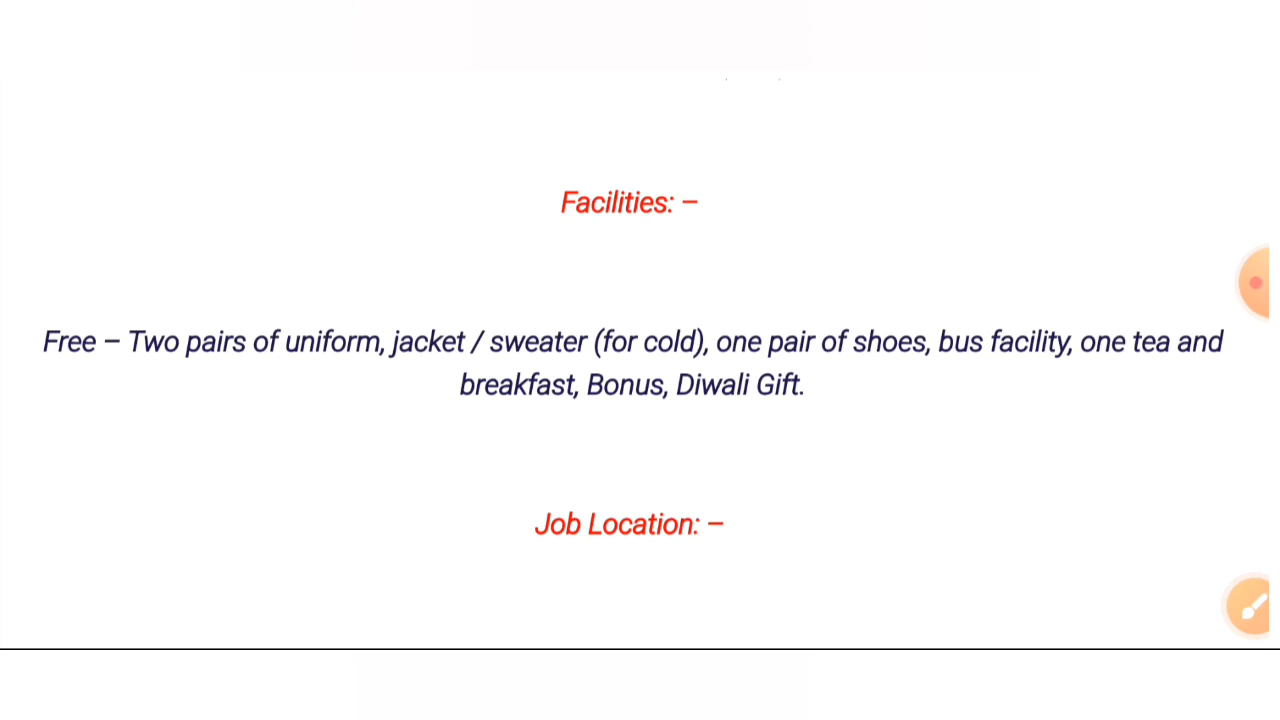 Facilities: –
Free – Two pairs of uniform, jacket / sweater (for cold), one pair of shoes, bus facility, one tea and
breakfast, Bonus, Diwali Gift.
Job Location: –